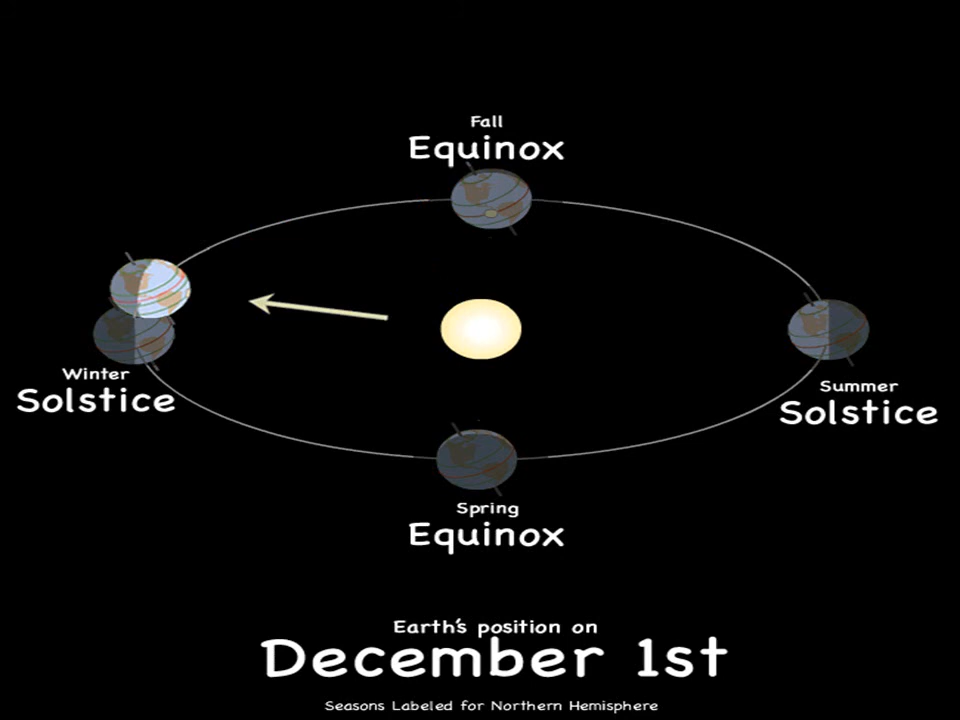 Fall
Equinox
Winter
Solstice
Summer
Solstice
Spring
Equinox
Earth's position on
December 1st
Seasons Labeled for Northern Hemisphere